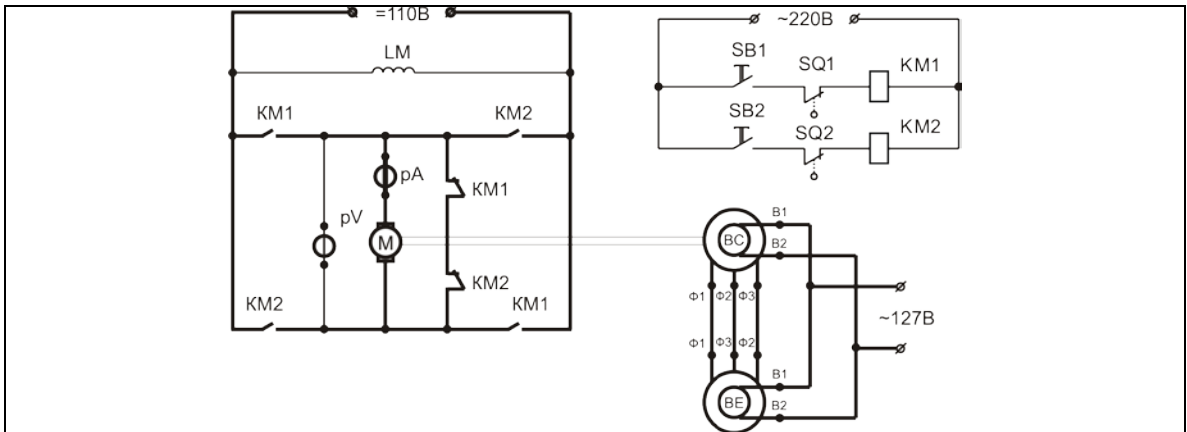 =110В
~220В
LM
SB1
SQ1
KM1
KM1
KM2
SB2
SQ2
KM2
pA
KM1
pV
M
BC
B1
B2
KM2
KM2
KM1
Ф1 Ф2 Ф3
~127В
Ф1 Ф3 Ф2
B1
BE
B2